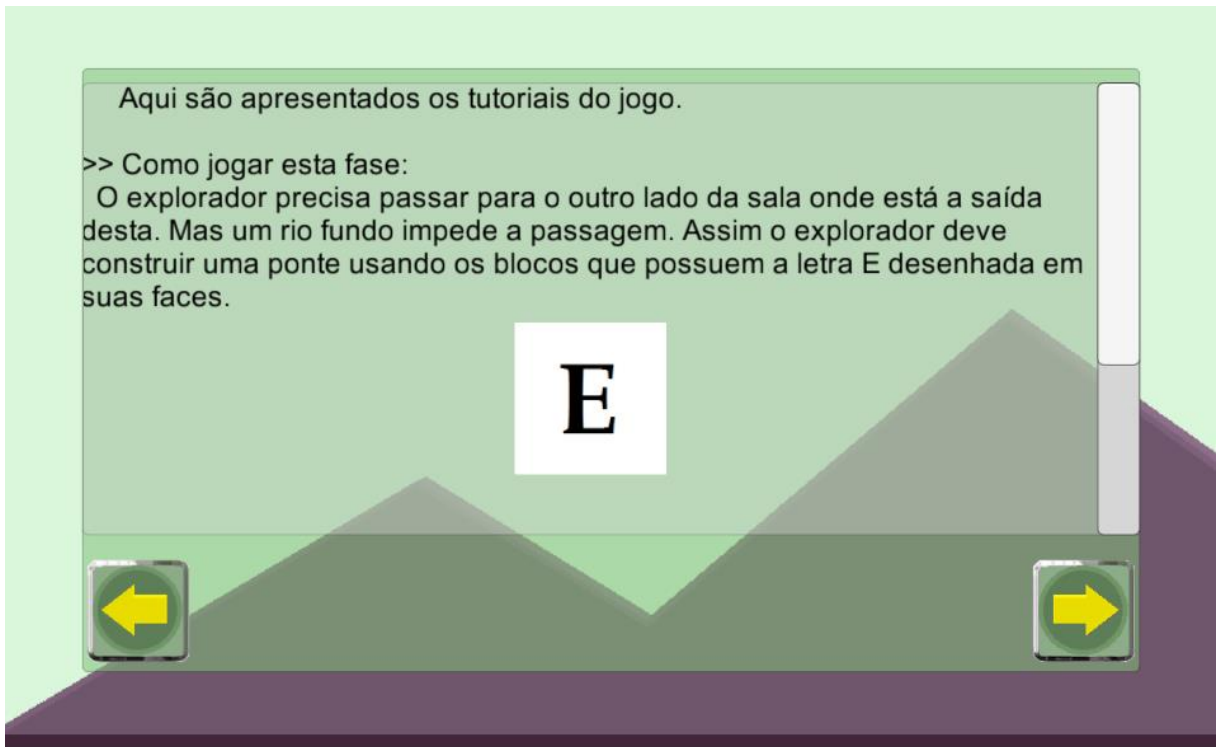 Aqui são apresentados os tutoriais do jogo.
>> Como jogar esta fase:
O explorador precisa passar para o outro lado da sala onde está a saída
desta. Mas um rio fundo impede a passagem. Assim o explorador deve
construir uma ponte usando os blocos que possuem a letra E desenhada em
suas faces.
E